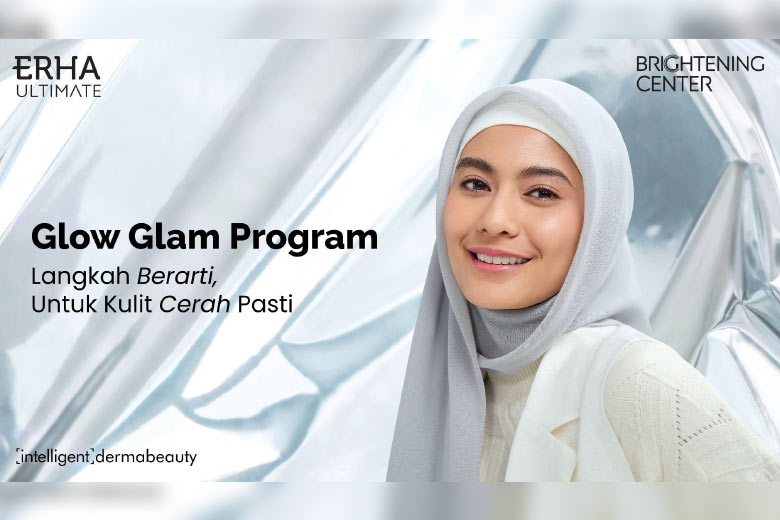 ERHA
ULTIMATE
BRIGHTENING
CENTER
Glow Glam Program
Langkah Berarti,
Untuk Kulit Cerah Pasti
[intelligent]dermabeauty